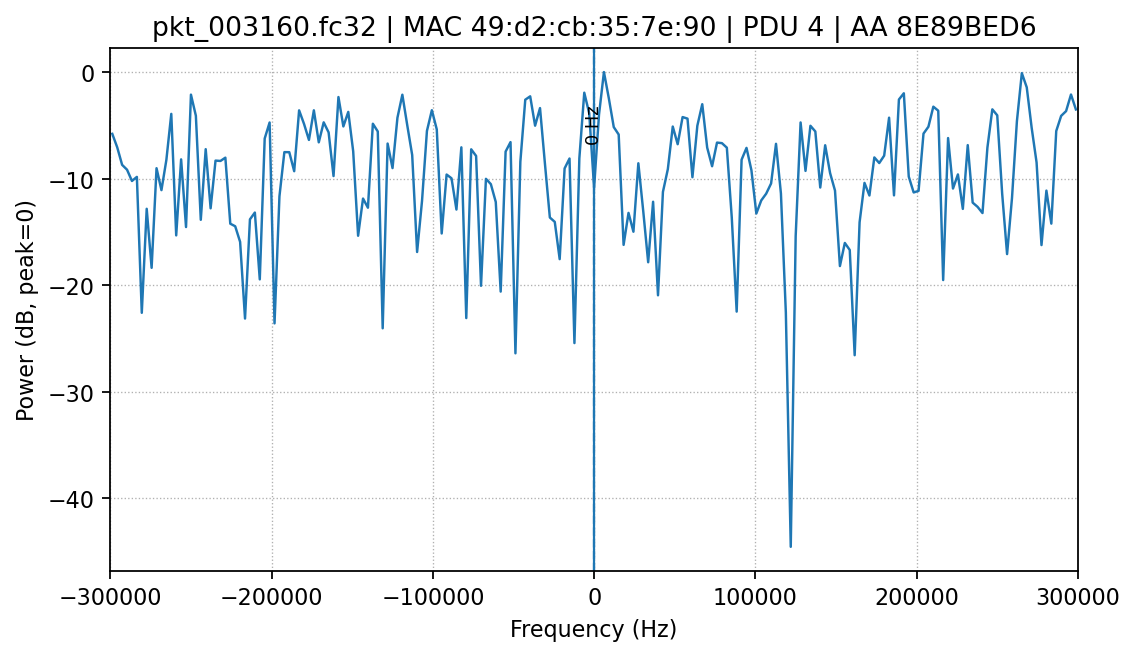 pkt_003160.fc32 | MAC 49:d2:cb:35:7e:90 | PDU 4 | AA 8E89BED6
0
−10
−20
−30
−40
Power (dB, peak=0)
0 Hz
−300000 −200000 −100000 0 100000 200000 300000
Frequency (Hz)